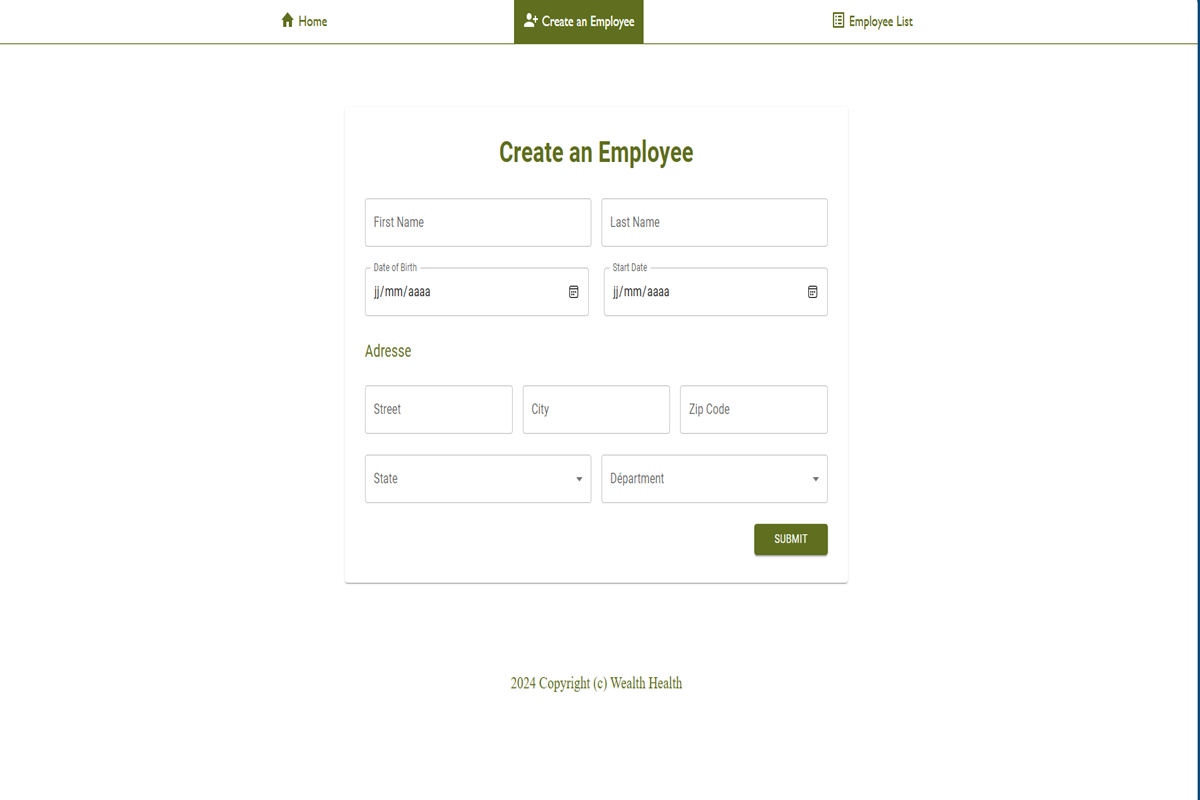 Home
Create an Employee
Employee List
Create an Employee
First Name
Last Name
Date of Birth
Start Date
jj/mm/aaaa
jj/mm/aaaa
Adresse
Street
City
Zip Code
State
Départment
SUBMIT
2024 Copyright (c) Wealth Health